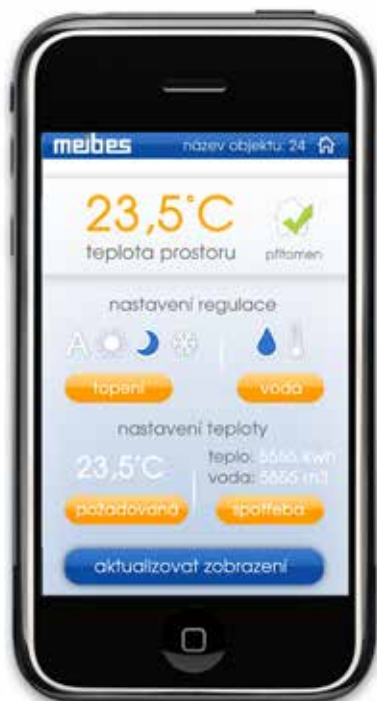 meibes název objektu: 24
23,5°C
teplota prostoru
přítomen
nastavení regulace
A
topení voda
nastavení teploty
23,5°C
teplo: 5555 kwh
voda: 5555 m3
požadovaná spotřeba
aktualizovat zobrazení